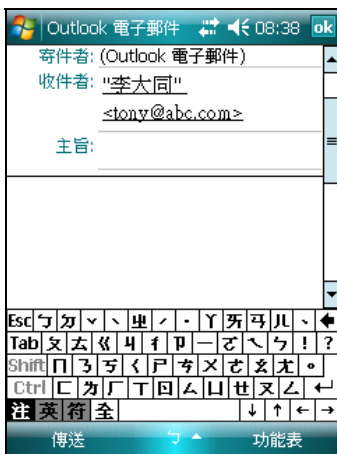 Outlook 電子郵件 08:38 ok
寄件者: (Outlook 電子郵件)
收件者: "李大同"
<tony@abc.com>
主旨:
Esc ㄅ ㄉ ˇ ˋ ㄓ ˊ ˙ ㄚ ㄞ ㄢ ㄦ 、
Tab ㄆ ㄊ ㄍ ㄐ ㄔ ㄗ ㄧ ㄛ ㄟ ㄣ ! ?
Shift ㄇ ㄋ ㄎ ㄑ ㄕ ㄘ ㄨ ㄜ ㄠ ㄤ 。
Ctrl ㄈ ㄌ ㄏ ㄒ ㄖ ㄙ ㄩ ㄝ ㄡ ㄥ ↵
注 英 符 全 ↓ ↑ ← →
傳送 ㄅ 功能表